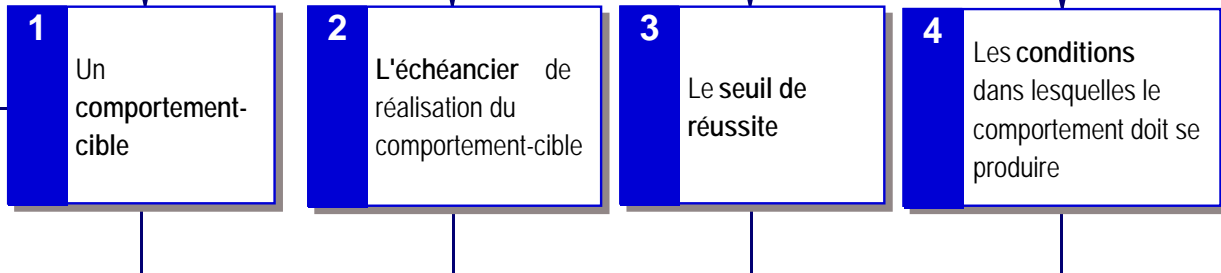 1
Un
comportement-
cible
2
L'échéancier de
réalisation du
comportement-cible
3
Le seuil de
réussite
4
Les conditions
dans lesquelles le
comportement doit se
produire